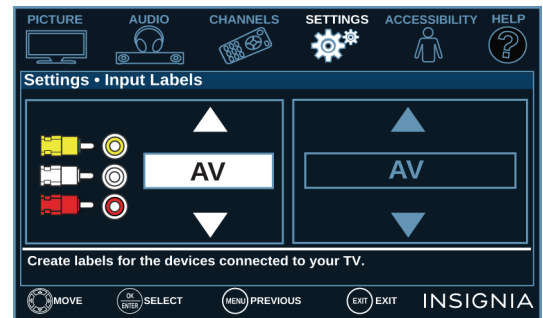 PICTURE AUDIO CHANNELS SETTINGS ACCESSIBILITY HELP
?
Settings • Input Labels
AV AV
Create labels for the devices connected to your TV.
MOVE OK ENTER SELECT MENU PREVIOUS EXIT EXIT INSIGNIA